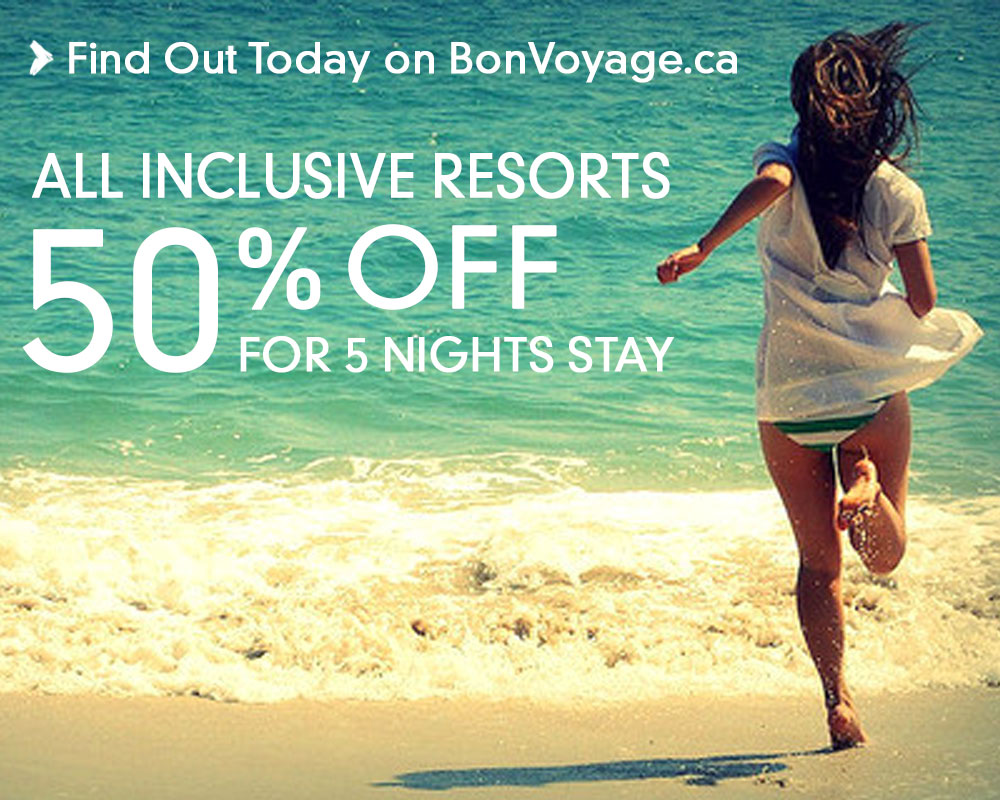 Find Out Today on BonVoyage.ca
ALL INCLUSIVE RESORTS
50% OFF
FOR 5 NIGHTS STAY